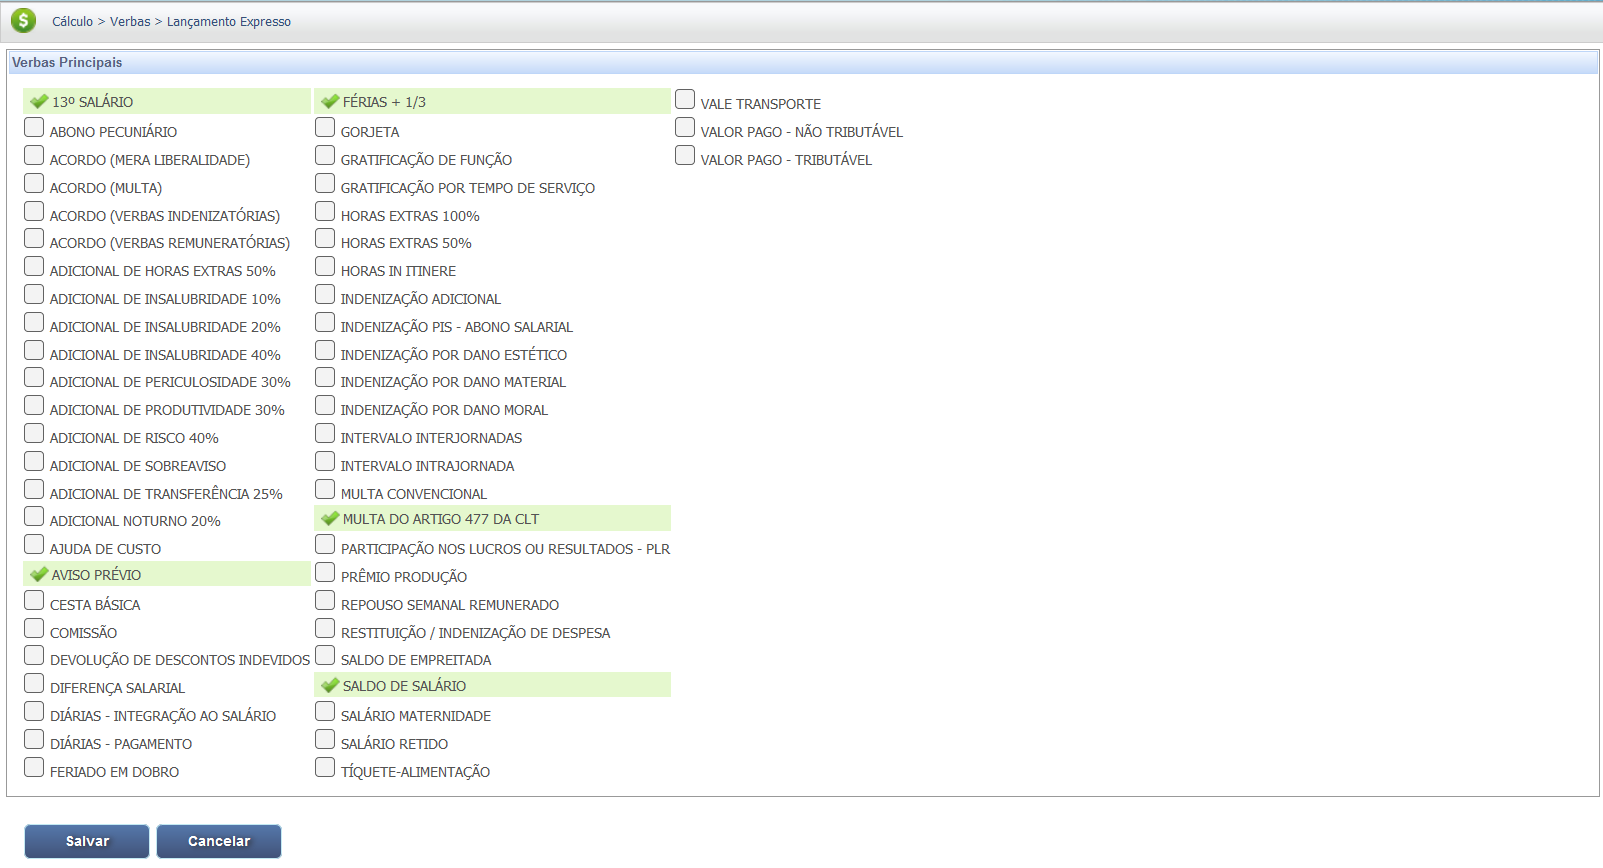 Cálculo > Verbas > Lançamento Expresso
Verbas Principais
13º SALÁRIO
ABONO PECUNIÁRIO
ACORDO (MERA LIBERALIDADE)
ACORDO (MULTA)
ACORDO (VERBAS INDENIZATÓRIAS)
ACORDO (VERBAS REMUNERATÓRIAS)
ADICIONAL DE HORAS EXTRAS 50%
ADICIONAL DE INSALUBRIDADE 10%
ADICIONAL DE INSALUBRIDADE 20%
ADICIONAL DE INSALUBRIDADE 40%
ADICIONAL DE PERICULOSIDADE 30%
ADICIONAL DE PRODUTIVIDADE 30%
ADICIONAL DE RISCO 40%
ADICIONAL DE SOBREAVISO
ADICIONAL DE TRANSFERÊNCIA 25%
ADICIONAL NOTURNO 20%
AJUDA DE CUSTO
AVISO PRÉVIO
CESTA BÁSICA
COMISSÃO
DEVOLUÇÃO DE DESCONTOS INDEVIDOS
DIFERENÇA SALARIAL
DIÁRIAS - INTEGRAÇÃO AO SALÁRIO
DIÁRIAS - PAGAMENTO
FERIADO EM DOBRO
FÉRIAS + 1/3
GORJETA
GRATIFICAÇÃO DE FUNÇÃO
GRATIFICAÇÃO POR TEMPO DE SERVIÇO
HORAS EXTRAS 100%
HORAS EXTRAS 50%
HORAS IN ITINERE
INDENIZAÇÃO ADICIONAL
INDENIZAÇÃO PIS - ABONO SALARIAL
INDENIZAÇÃO POR DANO ESTÉTICO
INDENIZAÇÃO POR DANO MATERIAL
INDENIZAÇÃO POR DANO MORAL
INTERVALO INTERJORNADAS
INTERVALO INTRAJORNADA
MULTA CONVENCIONAL
MULTA DO ARTIGO 477 DA CLT
PARTICIPAÇÃO NOS LUCROS OU RESULTADOS - PLR
PRÊMIO PRODUÇÃO
REPOUSO SEMANAL REMUNERADO
RESTITUIÇÃO / INDENIZAÇÃO DE DESPESA
SALDO DE EMPREITADA
SALDO DE SALÁRIO
SALÁRIO MATERNIDADE
SALÁRIO RETIDO
TÍQUETE-ALIMENTAÇÃO
VALE TRANSPORTE
VALOR PAGO - NÃO TRIBUTÁVEL
VALOR PAGO - TRIBUTÁVEL
Salvar
Cancelar